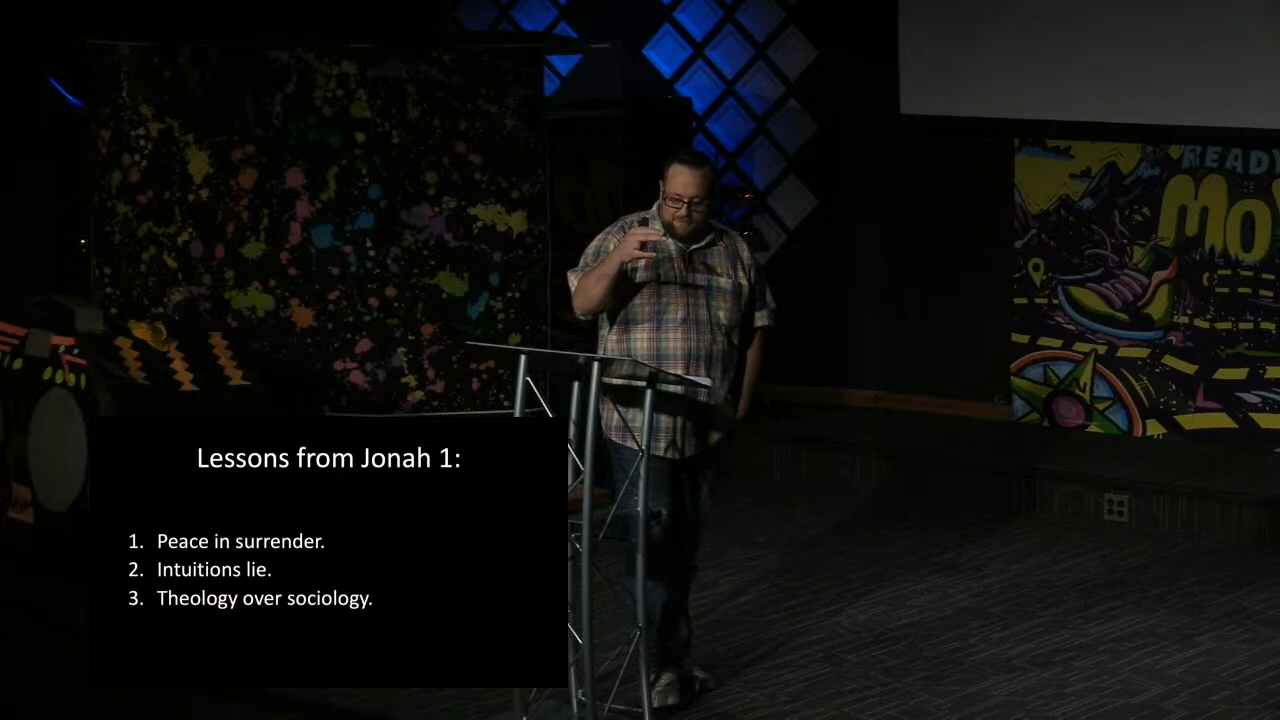 Lessons from Jonah 1:
1. Peace in surrender.
2. Intuitions lie.
3. Theology over sociology.
READY
MO